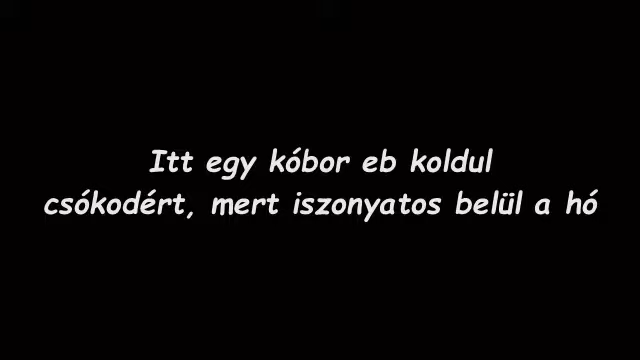 Itt egy kóbor eb koldul
csókodért, mert iszonyatos belül a hó